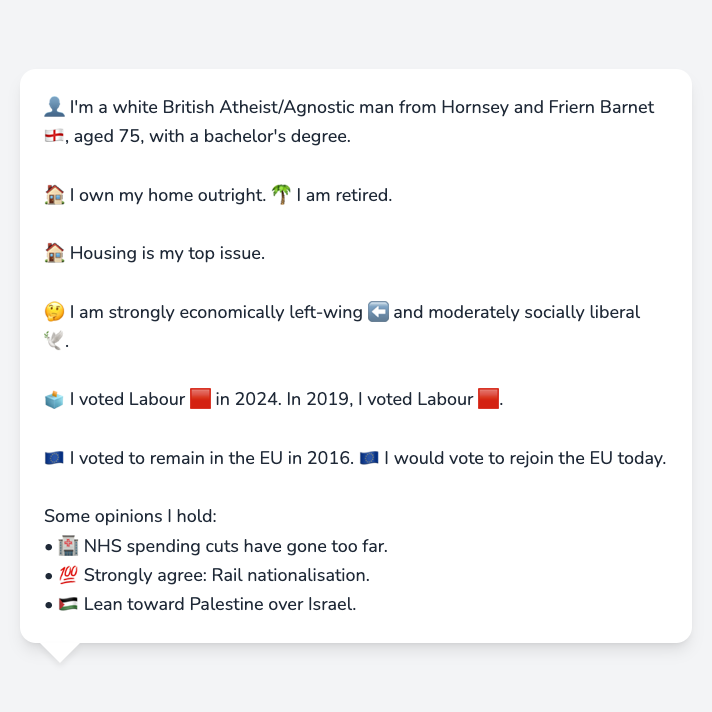 👤 I'm a white British Atheist/Agnostic man from Hornsey and Friern Barnet
🏴󠁧󠁢󠁥󠁮󠁧󠁿, aged 75, with a bachelor's degree.
🏠 I own my home outright. 🌴 I am retired.
🏠 Housing is my top issue.
🤔 I am strongly economically left-wing ⬅️ and moderately socially liberal
🕊️.
🗳️ I voted Labour 🟥 in 2024. In 2019, I voted Labour 🟥.
🇪🇺 I voted to remain in the EU in 2016. 🇪🇺 I would vote to rejoin the EU today.
Some opinions I hold:
• 🏥 NHS spending cuts have gone too far.
• 💯 Strongly agree: Rail nationalisation.
• 🇵🇸 Lean toward Palestine over Israel.